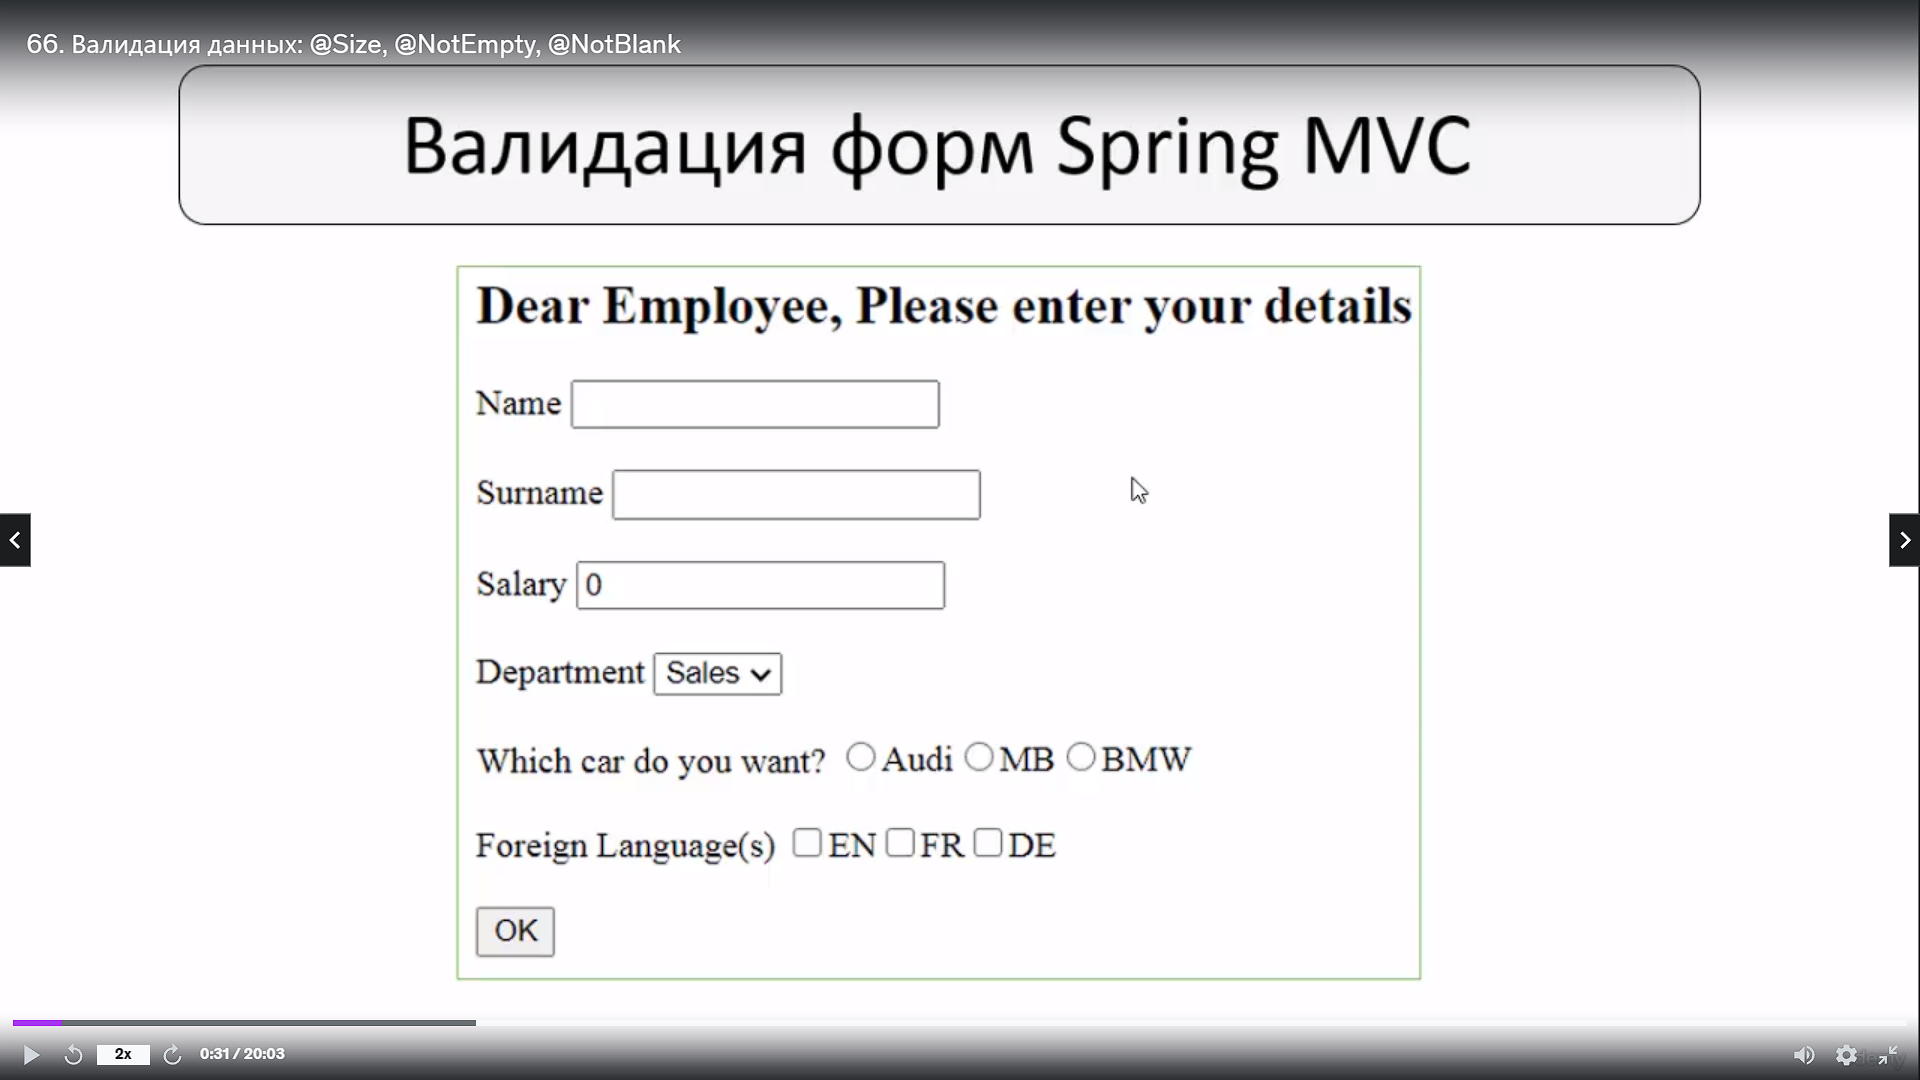 66. Валидация данных: @Size, @NotEmpty, @NotBlank
Валидация форм Spring MVC
Dear Employee, Please enter your details
Name
Surname
Salary 0
Department Sales
Which car do you want? Audi MB BMW
Foreign Language(s) EN FR DE
OK
2x 0:31 / 20:03